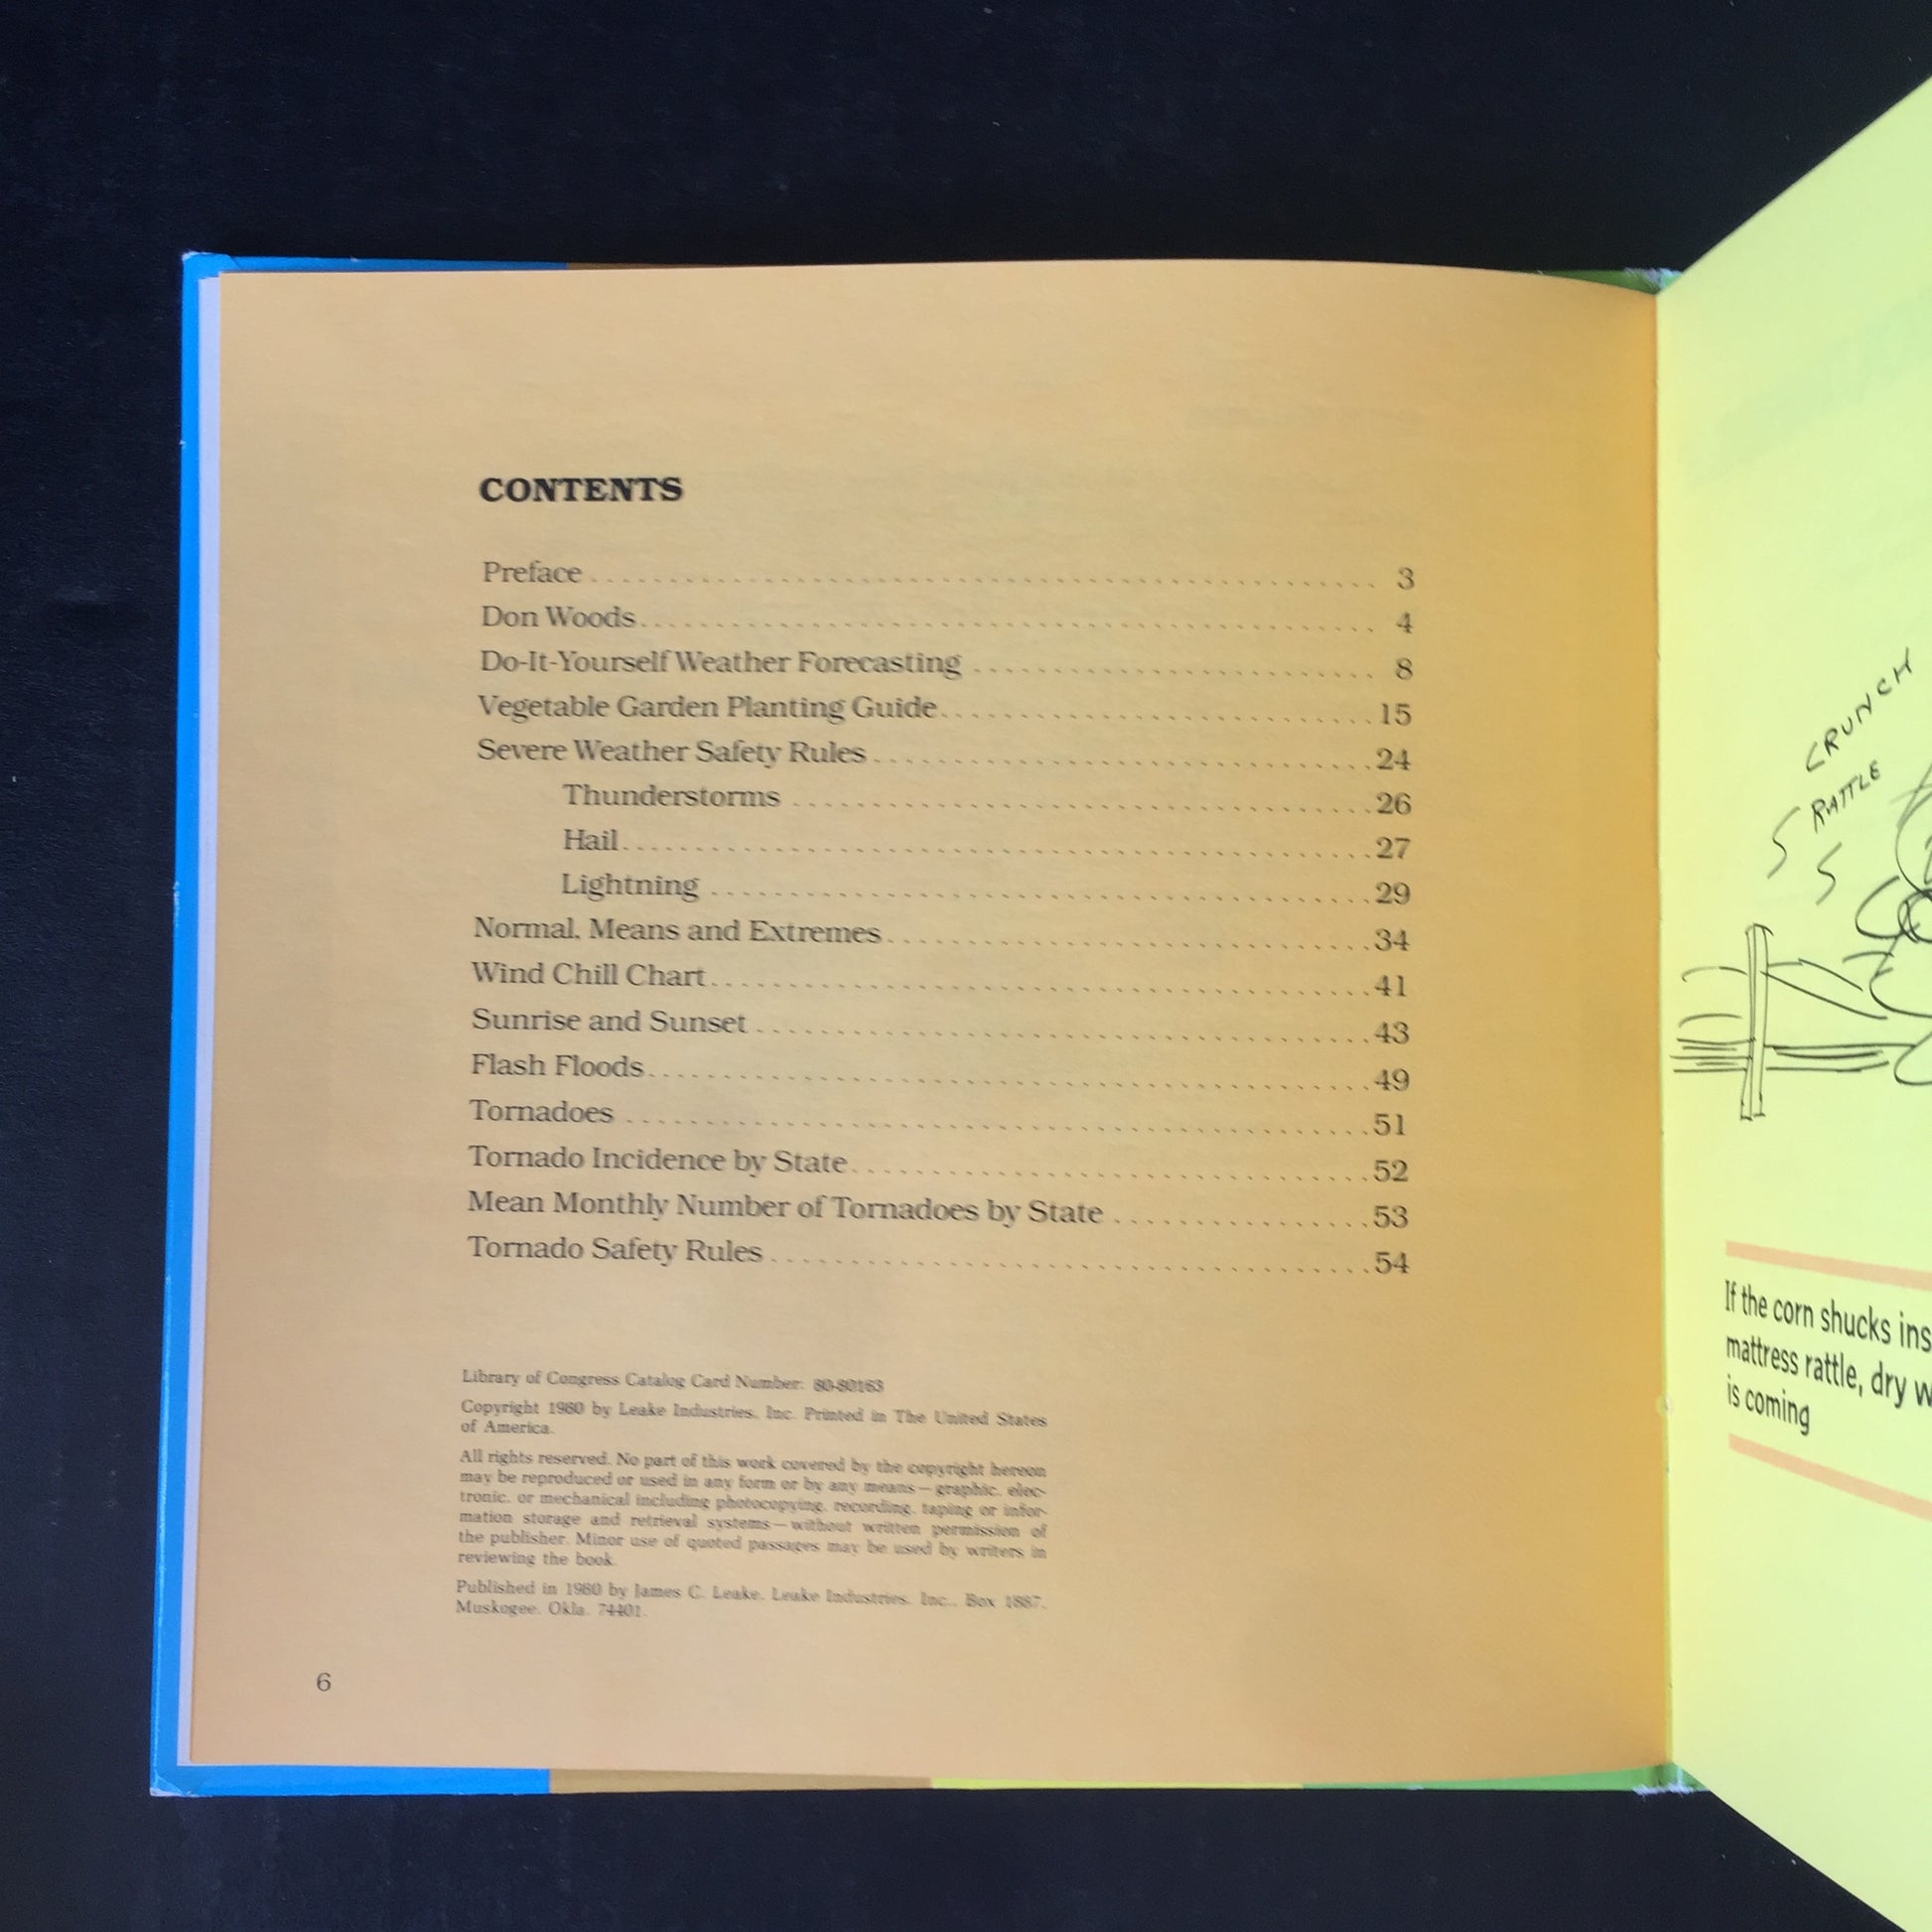 CONTENTS
Preface . . . . . . . . . . . . . . . . . . . . . . . . . . . . . . 3
Don Woods . . . . . . . . . . . . . . . . . . . . . . . . . . . . 4
Do-It-Yourself Weather Forecasting . . . . . . . . . . . . . . . 8
Vegetable Garden Planting Guide . . . . . . . . . . . . . . . . 15
Severe Weather Safety Rules . . . . . . . . . . . . . . . . . . 24
Thunderstorms . . . . . . . . . . . . . . . . . . . . . . . . . 26
Hail . . . . . . . . . . . . . . . . . . . . . . . . . . . . . . 27
Lightning . . . . . . . . . . . . . . . . . . . . . . . . . . . 29
Normal, Means and Extremes . . . . . . . . . . . . . . . . . . 34
Wind Chill Chart . . . . . . . . . . . . . . . . . . . . . . . . 41
Sunrise and Sunset . . . . . . . . . . . . . . . . . . . . . . . 43
Flash Floods . . . . . . . . . . . . . . . . . . . . . . . . . . 49
Tornadoes . . . . . . . . . . . . . . . . . . . . . . . . . . . 51
Tornado Incidence by State . . . . . . . . . . . . . . . . . . 52
Mean Monthly Number of Tornadoes by State . . . . . . . . . . . 53
Tornado Safety Rules . . . . . . . . . . . . . . . . . . . . . . 54
Library of Congress Catalog Card Number: 80-80163
Copyright 1980 by Leake Industries, Inc. Printed in The United States
of America.
All rights reserved. No part of this work covered by the copyright hereon
may be reproduced or used in any form or by any means—graphic, elec-
tronic, or mechanical including photocopying, recording, taping or infor-
mation storage and retrieval systems—without written permission of
the publisher. Minor use of quoted passages may be used by writers in
reviewing the book.
Published in 1980 by James C. Leake, Leake Industries, Inc., Box 1887,
Muskogee, Okla. 74401.
6
CRUNCH
RATTLE
If the corn shucks ins
mattress rattle, dry w
is coming